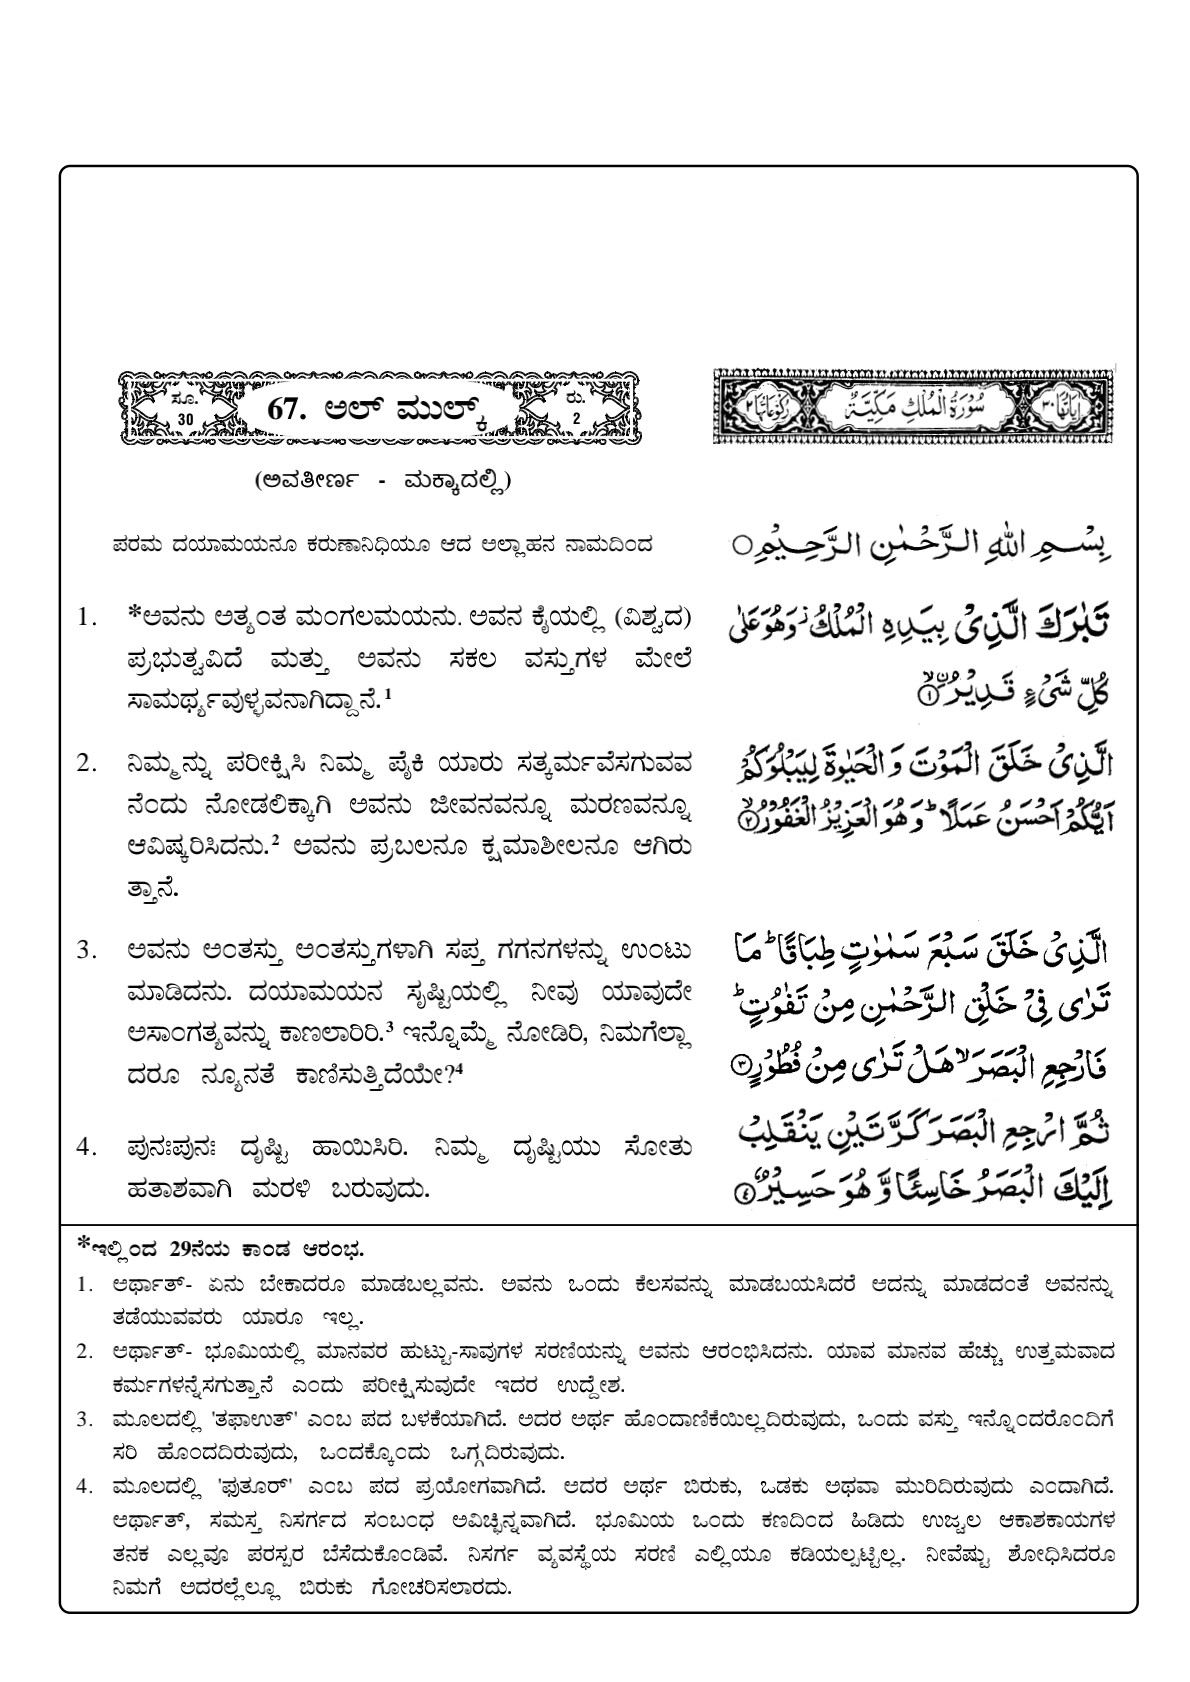 ಸೂ.
30
67. ಅಲ್ ಮುಲ್ಕ್
ರು.
2
اٰيَاتُهَا ٣٠
سُوْرَةُ الْمُلْكِ مَكِّيَّةٌ
رُكُوْعَاتُهَا ٢
(ಅವತೀರ್ಣ - ಮಕ್ಕಾದಲ್ಲಿ)
ಪರಮ ದಯಾಮಯನೂ ಕರುಣಾನಿಧಿಯೂ ಆದ ಅಲ್ಲಾಹನ ನಾಮದಿಂದ
بِسْمِ اللّٰهِ الرَّحْمٰنِ الرَّحِيْمِ ○
1. *ಅವನು ಅತ್ಯಂತ ಮಂಗಲಮಯನು. ಅವನ ಕೈಯಲ್ಲಿ (ವಿಶ್ವದ)
ಪ್ರಭುತ್ವವಿದೆ ಮತ್ತು ಅವನು ಸಕಲ ವಸ್ತುಗಳ ಮೇಲೆ
ಸಾಮರ್ಥ್ಯವುಳ್ಳವನಾಗಿದ್ದಾನೆ.¹
تَبٰرَكَ الَّذِيْ بِيَدِهِ الْمُلْكُ ز وَهُوَ عَلٰى
كُلِّ شَيْءٍ قَدِيْرُ ۙ ١
2. ನಿಮ್ಮನ್ನು ಪರೀಕ್ಷಿಸಿ ನಿಮ್ಮ ಪೈಕಿ ಯಾರು ಸತ್ಕರ್ಮವೆಸಗುವವ
ನೆಂದು ನೋಡಲಿಕ್ಕಾಗಿ ಅವನು ಜೀವನವನ್ನೂ ಮರಣವನ್ನೂ
ಆವಿಷ್ಕರಿಸಿದನು.² ಅವನು ಪ್ರಬಲನೂ ಕ್ಷಮಾಶೀಲನೂ ಆಗಿರು
ತ್ತಾನೆ.
الَّذِيْ خَلَقَ الْمَوْتَ وَالْحَيٰوةَ لِيَبْلُوَكُمْ
اَيُّكُمْ اَحْسَنُ عَمَلًا ؕ وَهُوَ الْعَزِيْزُ الْغَفُوْرُ ۙ ٢
3. ಅವನು ಅಂತಸ್ತು ಅಂತಸ್ತುಗಳಾಗಿ ಸಪ್ತ ಗಗನಗಳನ್ನು ಉಂಟು
ಮಾಡಿದನು. ದಯಾಮಯನ ಸೃಷ್ಟಿಯಲ್ಲಿ ನೀವು ಯಾವುದೇ
ಅಸಾಂಗತ್ಯವನ್ನು ಕಾಣಲಾರಿರಿ.³ ಇನ್ನೊಮ್ಮೆ ನೋಡಿರಿ, ನಿಮಗೆಲ್ಲಾ
ದರೂ ನ್ಯೂನತೆ ಕಾಣಿಸುತ್ತಿದೆಯೇ?⁴
الَّذِيْ خَلَقَ سَبْعَ سَمٰوٰتٍ طِبَاقًا ؕ مَا
تَرٰى فِيْ خَلْقِ الرَّحْمٰنِ مِنْ تَفٰوُتٍ ؕ
فَارْجِعِ الْبَصَرَ ۙ هَلْ تَرٰى مِنْ فُطُوْرٍ ٣
4. ಪುನಃಪುನಃ ದೃಷ್ಟಿ ಹಾಯಿಸಿರಿ. ನಿಮ್ಮ ದೃಷ್ಟಿಯು ಸೋತು
ಹತಾಶವಾಗಿ ಮರಳಿ ಬರುವುದು.
ثُمَّ ارْجِعِ الْبَصَرَ كَرَّتَيْنِ يَنْقَلِبْ
اِلَيْكَ الْبَصَرُ خَاسِئًا وَّهُوَ حَسِيْرٌ ٤
*ಇಲ್ಲಿಂದ 29ನೆಯ ಕಾಂಡ ಆರಂಭ.
1. ಅರ್ಥಾತ್- ಏನು ಬೇಕಾದರೂ ಮಾಡಬಲ್ಲವನು. ಅವನು ಒಂದು ಕೆಲಸವನ್ನು ಮಾಡಬಯಸಿದರೆ ಅದನ್ನು ಮಾಡದಂತೆ ಅವನನ್ನು
ತಡೆಯುವವರು ಯಾರೂ ಇಲ್ಲ.
2. ಅರ್ಥಾತ್- ಭೂಮಿಯಲ್ಲಿ ಮಾನವರ ಹುಟ್ಟು-ಸಾವುಗಳ ಸರಣಿಯನ್ನು ಅವನು ಆರಂಭಿಸಿದನು. ಯಾವ ಮಾನವ ಹೆಚ್ಚು ಉತ್ತಮವಾದ
ಕರ್ಮಗಳನ್ನೆಸಗುತ್ತಾನೆ ಎಂದು ಪರೀಕ್ಷಿಸುವುದೇ ಇದರ ಉದ್ದೇಶ.
3. ಮೂಲದಲ್ಲಿ 'ತಫಾಉತ್' ಎಂಬ ಪದ ಬಳಕೆಯಾಗಿದೆ. ಅದರ ಅರ್ಥ ಹೊಂದಾಣಿಕೆಯಿಲ್ಲದಿರುವುದು, ಒಂದು ವಸ್ತು ಇನ್ನೊಂದರೊಂದಿಗೆ
ಸರಿ ಹೊಂದದಿರುವುದು, ಒಂದಕ್ಕೊಂದು ಒಗ್ಗದಿರುವುದು.
4. ಮೂಲದಲ್ಲಿ 'ಫುತೂರ್' ಎಂಬ ಪದ ಪ್ರಯೋಗವಾಗಿದೆ. ಅದರ ಅರ್ಥ ಬಿರುಕು, ಒಡಕು ಅಥವಾ ಮುರಿದಿರುವುದು ಎಂದಾಗಿದೆ.
ಅರ್ಥಾತ್, ಸಮಸ್ತ ನಿಸರ್ಗದ ಸಂಬಂಧ ಅವಿಚ್ಛಿನ್ನವಾಗಿದೆ. ಭೂಮಿಯ ಒಂದು ಕಣದಿಂದ ಹಿಡಿದು ಉಜ್ವಲ ಆಕಾಶಕಾಯಗಳ
ತನಕ ಎಲ್ಲವೂ ಪರಸ್ಪರ ಬೆಸೆದುಕೊಂಡಿವೆ. ನಿಸರ್ಗ ವ್ಯವಸ್ಥೆಯ ಸರಣಿ ಎಲ್ಲಿಯೂ ಕಡಿಯಲ್ಪಟ್ಟಿಲ್ಲ. ನೀವೆಷ್ಟು ಶೋಧಿಸಿದರೂ
ನಿಮಗೆ ಅದರಲ್ಲೆಲ್ಲೂ ಬಿರುಕು ಗೋಚರಿಸಲಾರದು.